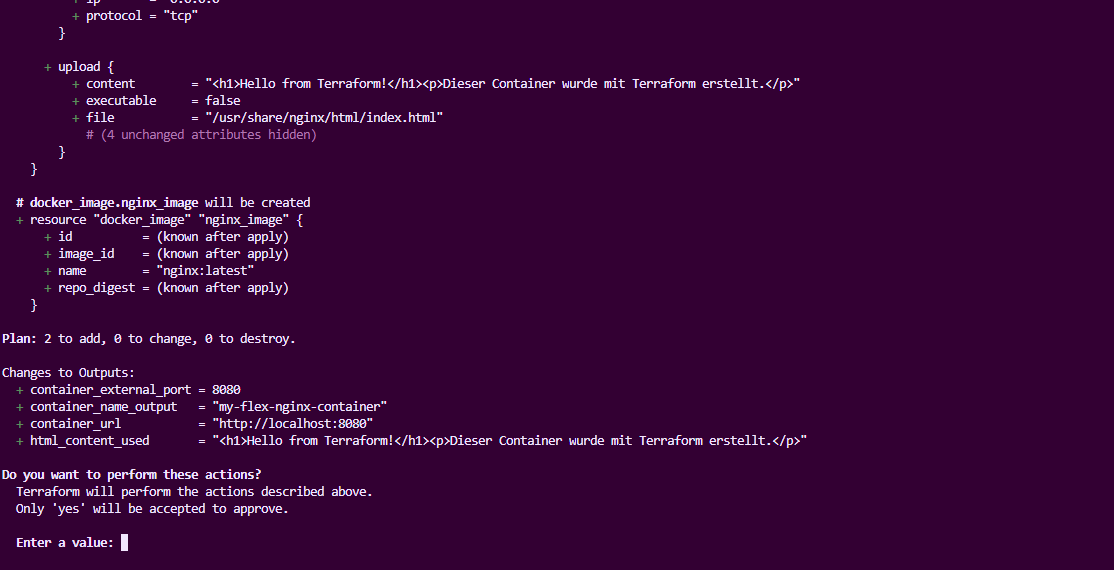 + protocol = "tcp"
}
+ upload {
+ content = "<h1>Hello from Terraform!</h1><p>Dieser Container wurde mit Terraform erstellt.</p>"
+ executable = false
+ file = "/usr/share/nginx/html/index.html"
# (4 unchanged attributes hidden)
}
}
# docker_image.nginx_image will be created
+ resource "docker_image" "nginx_image" {
+ id = (known after apply)
+ image_id = (known after apply)
+ name = "nginx:latest"
+ repo_digest = (known after apply)
}
Plan: 2 to add, 0 to change, 0 to destroy.
Changes to Outputs:
+ container_external_port = 8080
+ container_name_output = "my-flex-nginx-container"
+ container_url = "http://localhost:8080"
+ html_content_used = "<h1>Hello from Terraform!</h1><p>Dieser Container wurde mit Terraform erstellt.</p>"
Do you want to perform these actions?
Terraform will perform the actions described above.
Only 'yes' will be accepted to approve.
Enter a value: